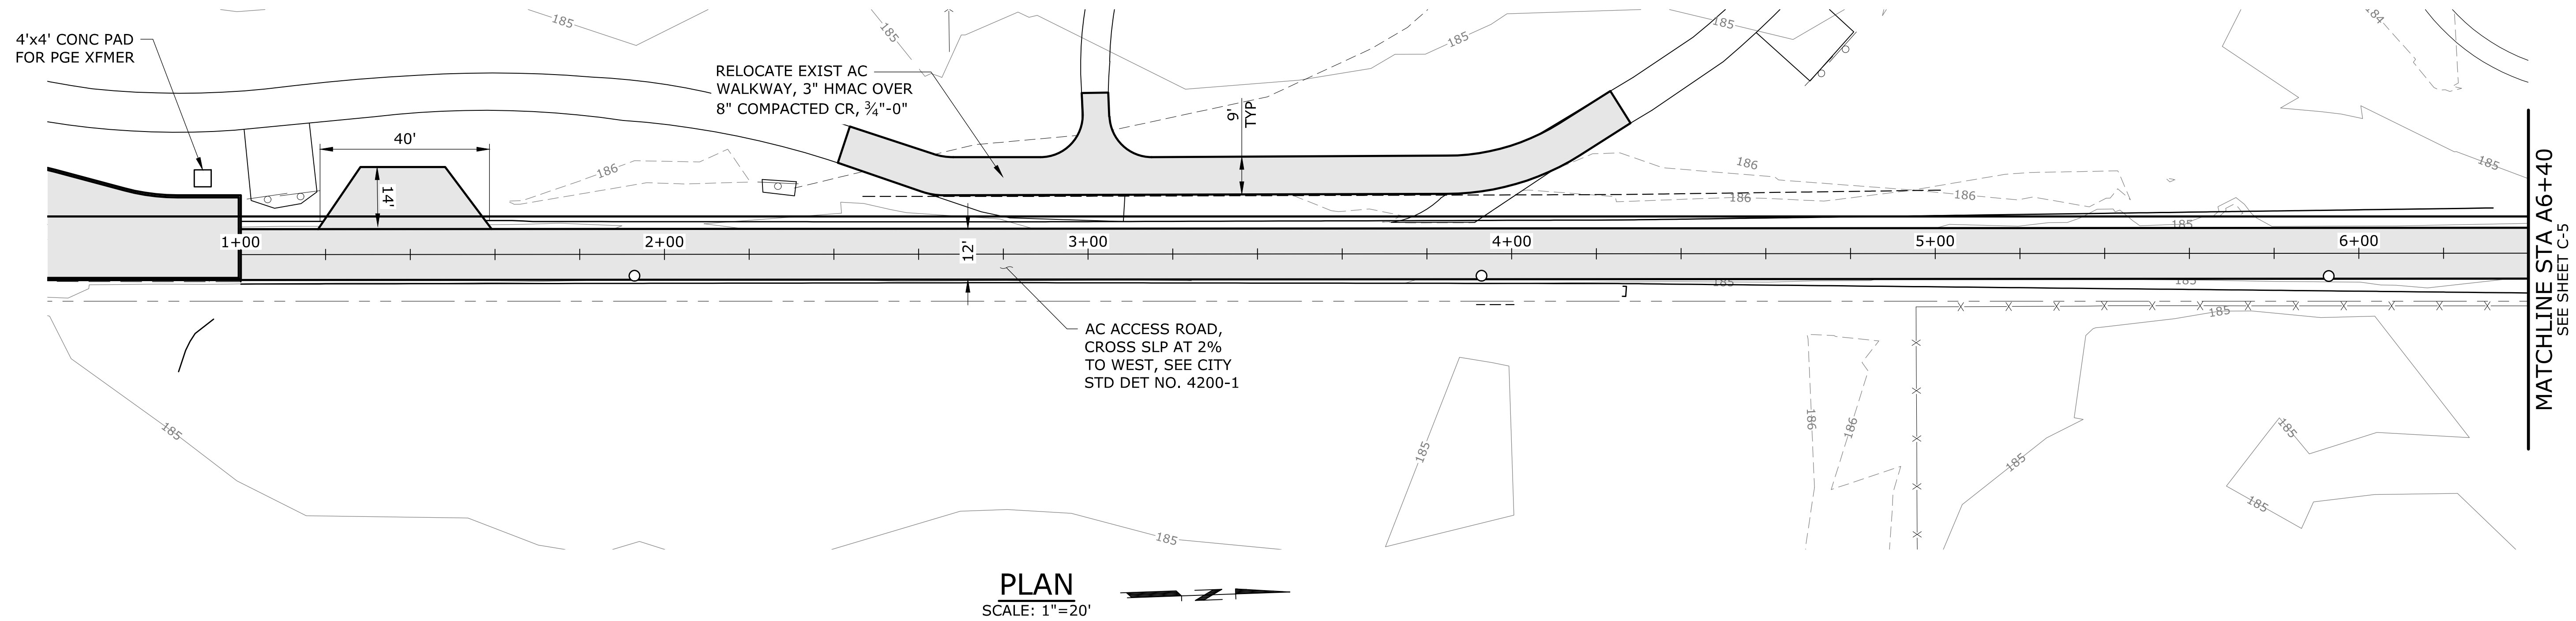 4'x4' CONC PAD
FOR PGE XFMER
RELOCATE EXIST AC
WALKWAY, 3" HMAC OVER
8" COMPACTED CR, ¾"-0"
185
185
185
185
184
40'
14'
9'
TYP
186
186
186
186
185
185
1+00
2+00
3+00
4+00
5+00
6+00
12'
185
185
185
AC ACCESS ROAD,
CROSS SLP AT 2%
TO WEST, SEE CITY
STD DET NO. 4200-1
185
185
186
186
185
185
185
185
MATCHLINE STA A6+40
SEE SHEET C-5
PLAN
SCALE: 1"=20'
N